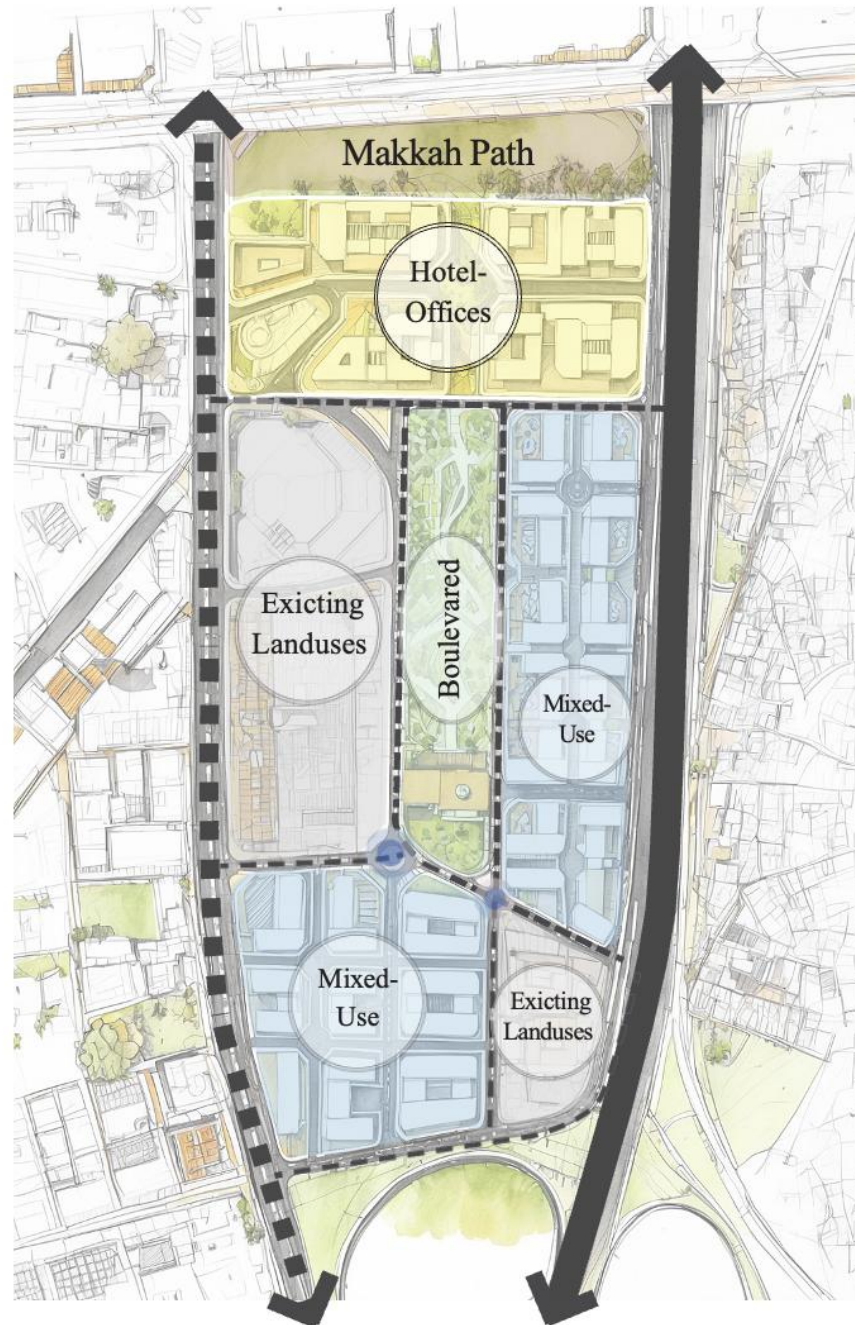 Makkah Path
Hotel-
Offices
Exicting
Landuses
Boulevared
Mixed-
Use
Mixed-
Use
Exicting
Landuses